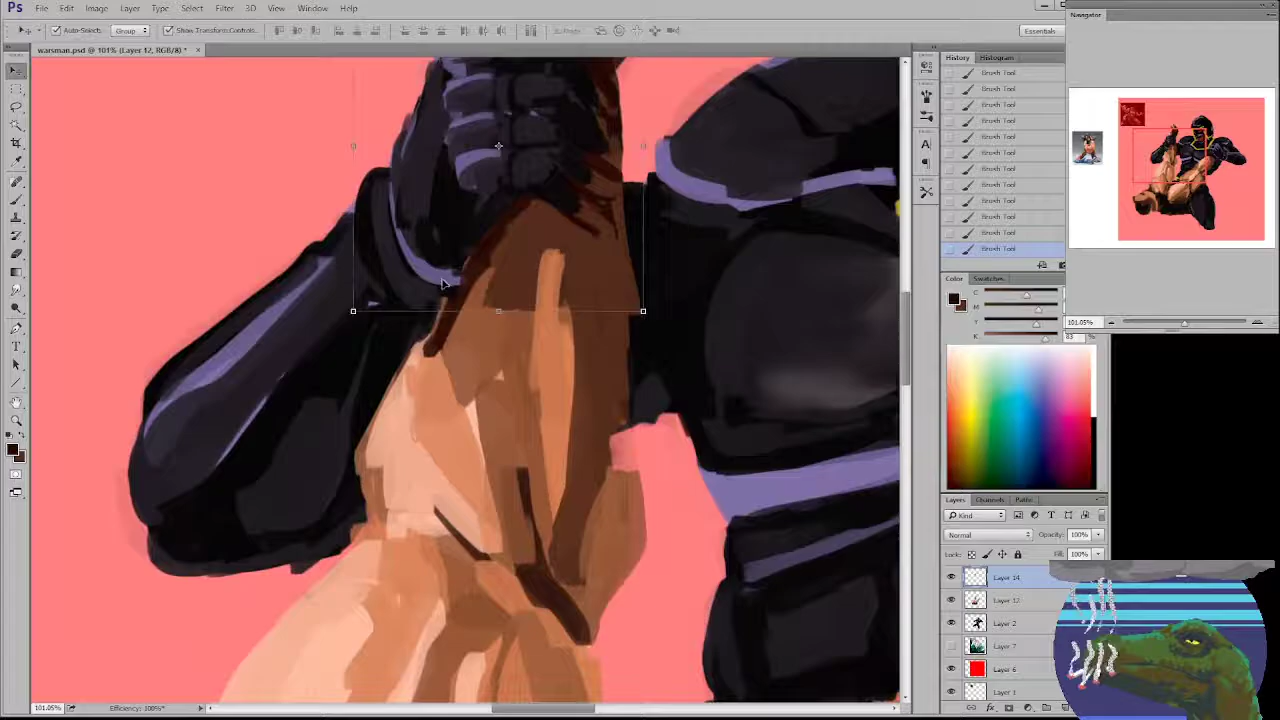 Ps File Edit Image Layer Type Select Filter 3D View Window Help
Auto-Select: Group Show Transform Controls Essentials
warsman.psd @ 101% (Layer 12, RGB/8) * ×
Navigator
History Histogram
Brush Tool
Brush Tool
Brush Tool
Brush Tool
Brush Tool
Brush Tool
Brush Tool
Brush Tool
Brush Tool
Brush Tool
Brush Tool
Brush Tool
Color Swatches
C
M
Y
K 83
101.05%
Layers Channels Paths
Kind
Normal Opacity: 100%
Lock: Fill: 100%
Layer 14
Layer 12
Layer 2
Layer 7
Layer 6
Layer 1
101.05% Efficiency: 100%*